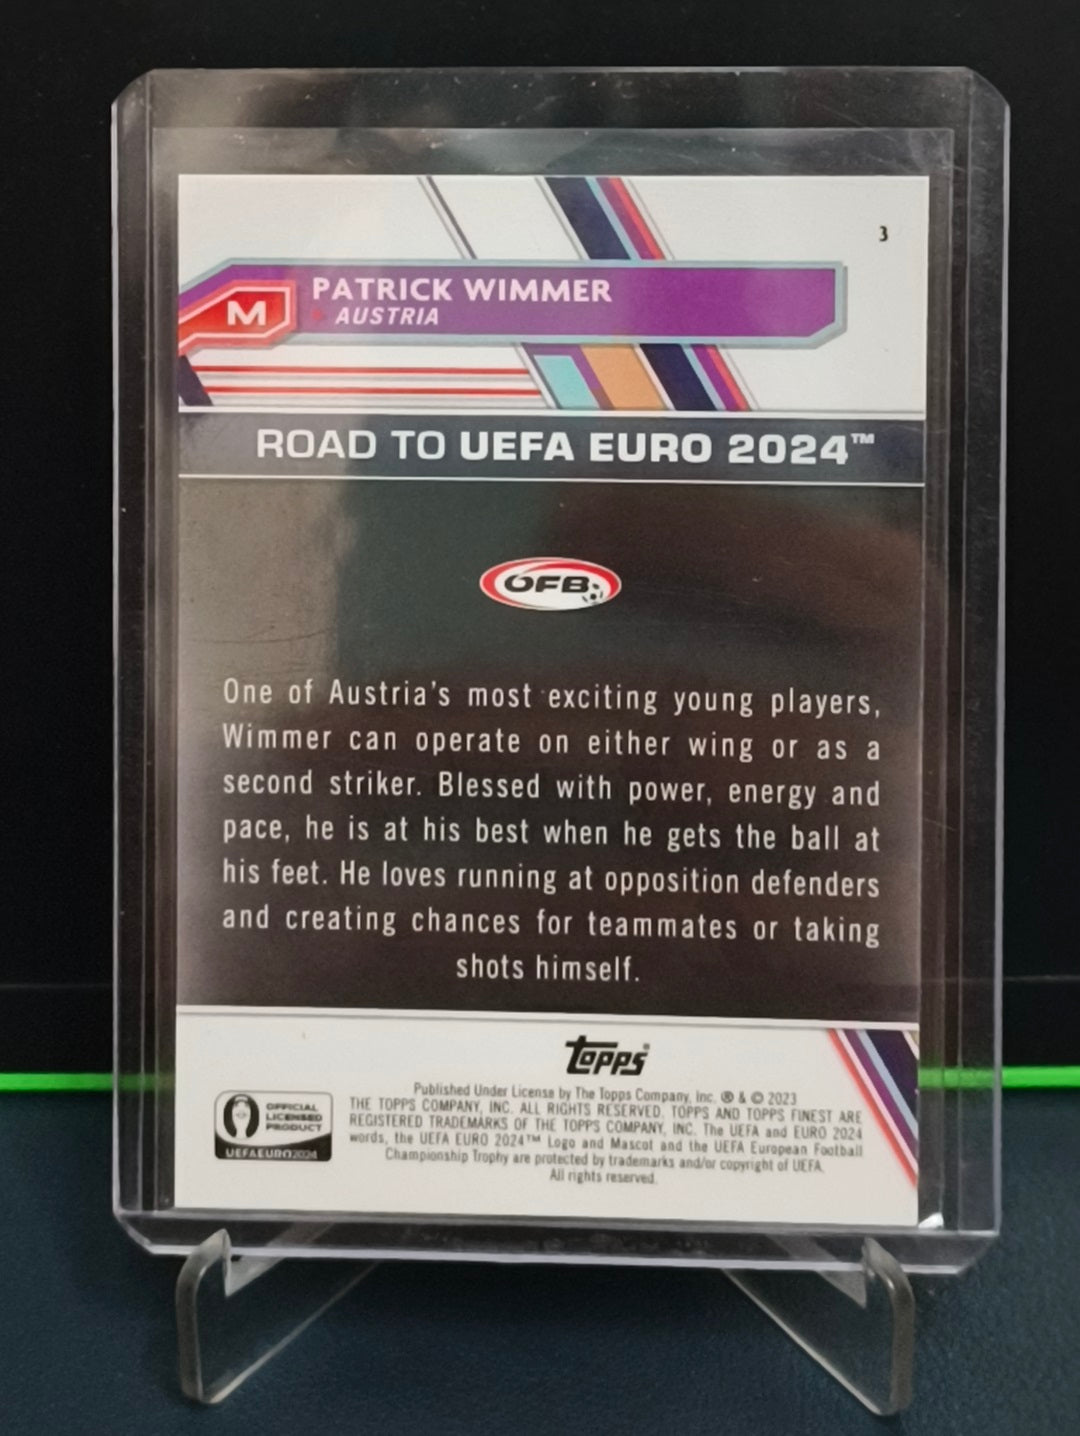 3
M
PATRICK WIMMER
AUSTRIA
ROAD TO UEFA EURO 2024™
ÖFB
One of Austria's most exciting young players,
Wimmer can operate on either wing or as a
second striker. Blessed with power, energy and
pace, he is at his best when he gets the ball at
his feet. He loves running at opposition defenders
and creating chances for teammates or taking
shots himself.
topps®
Published Under License by The Topps Company, Inc. ® & © 2023
THE TOPPS COMPANY, INC. ALL RIGHTS RESERVED. TOPPS AND TOPPS FINEST ARE
REGISTERED TRADEMARKS OF THE TOPPS COMPANY, INC. The UEFA and EURO 2024
words, the UEFA EURO 2024™ Logo and Mascot and the UEFA European Football
Championship Trophy are protected by trademarks and/or copyright of UEFA.
All rights reserved.
OFFICIAL
LICENSED
PRODUCT
UEFA EURO2024